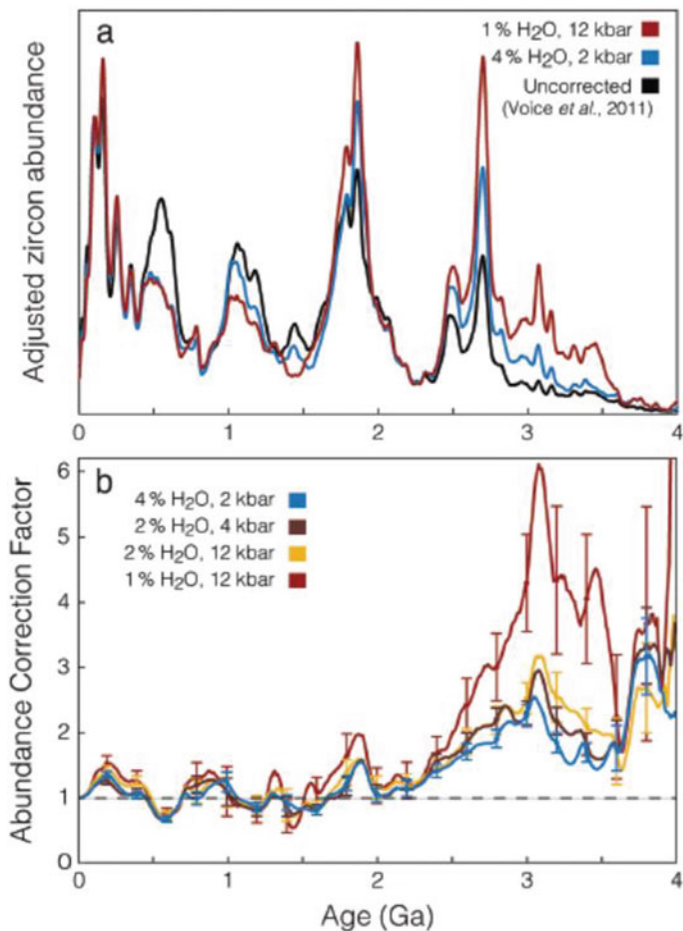 a
1% H2O, 12 kbar
4% H2O, 2 kbar
Uncorrected
(Voice et al., 2011)
Adjusted zircon abundance
0 1 2 3 4
b
4% H2O, 2 kbar
2% H2O, 4 kbar
2% H2O, 12 kbar
1% H2O, 12 kbar
Abundance Correction Factor
6
5
4
3
2
1
0
0 1 2 3 4
Age (Ga)